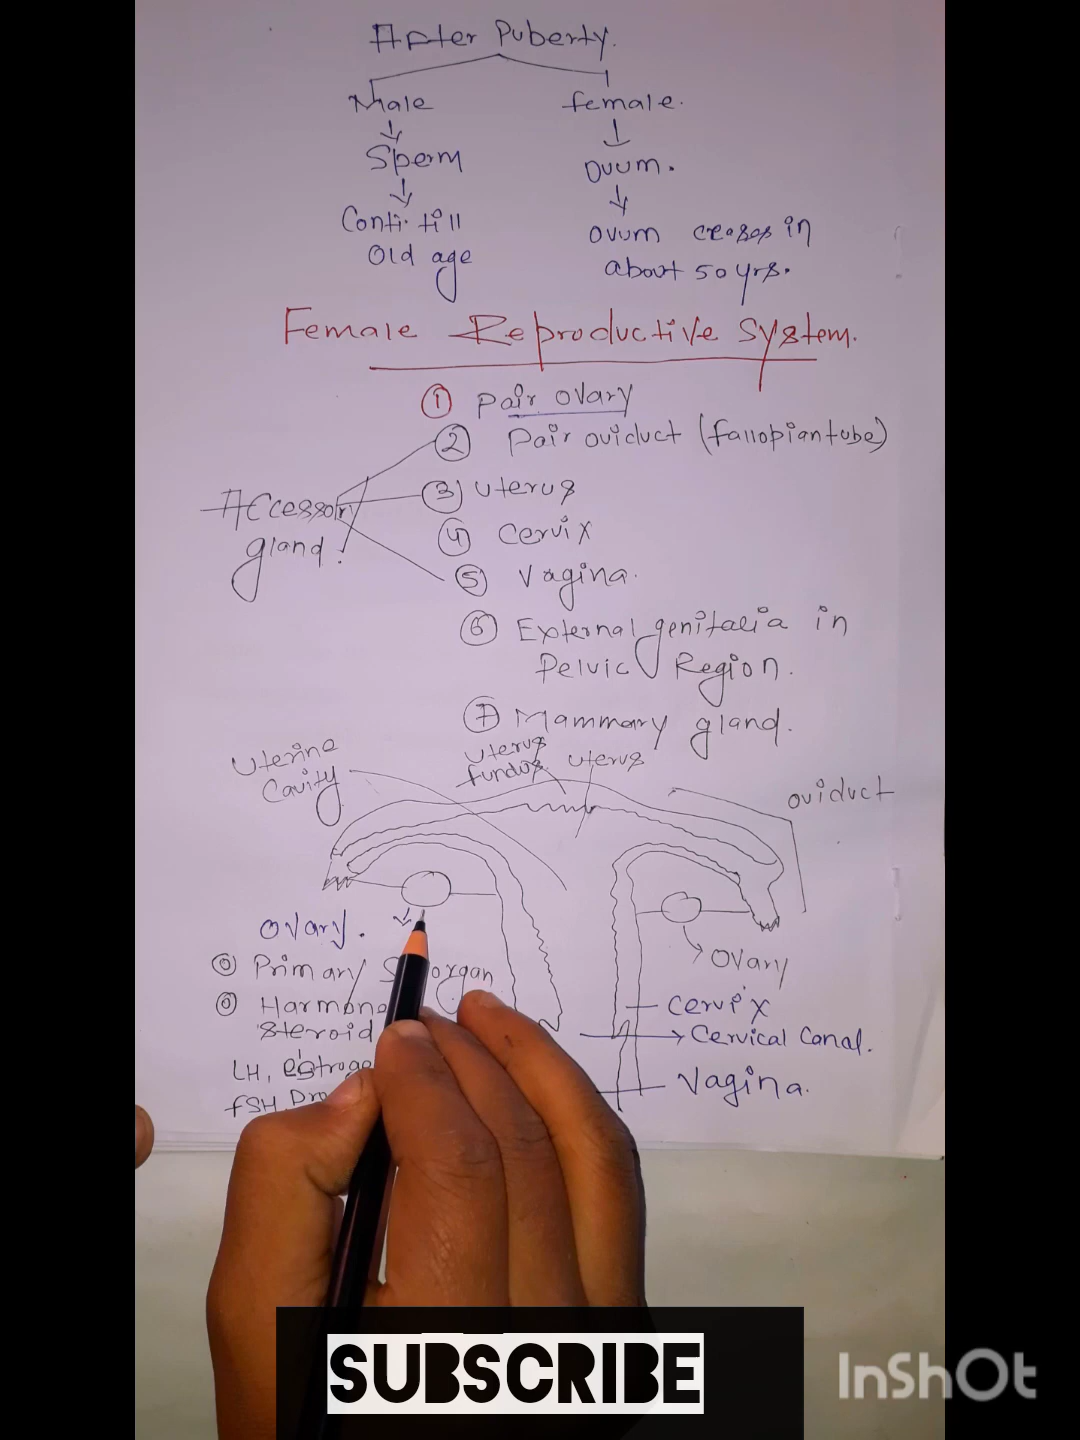 After Puberty.
Male female.
Sperm Ovum.
Conti. till
Old age
Ovum ceases in
about 50 yrs.
Female Reproductive System.
① Pair ovary
② Pair oviduct (fallopian tube)
③ Uterus
Accessory
gland.
④ Cervix
⑤ Vagina.
⑥ External genitalia in
Pelvic Region.
⑦ Mammary gland.
Uterine
Cavity
Uterus
fundus
uterus
oviduct
Ovary.
Primary organ
Harmone
steroid
LH,
FSH
Ovary
Cervix
Cervical Canal.
Vagina.
SUBSCRIBE
InShOt